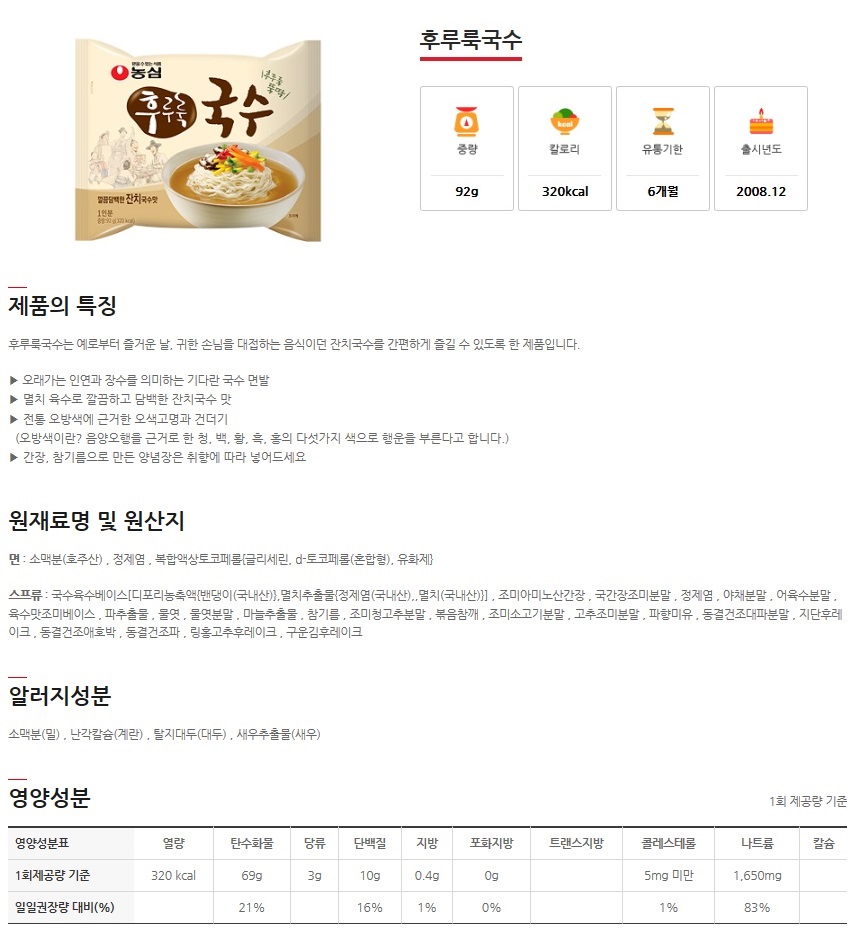 후루룩국수
맛있는 식품
농심
후루룩 국수
깔끔담백한 잔치국수맛
1인분
중량
칼로리
유통기한
출시년도
92g
320kcal
6개월
2008.12
제품의 특징
후루룩국수는 예로부터 즐거운 날, 귀한 손님을 대접하는 음식이던 잔치국수를 간편하게 즐길 수 있도록 한 제품입니다.
▶ 오래가는 인연과 장수를 의미하는 기다란 국수 면발
▶ 멸치 육수로 깔끔하고 담백한 잔치국수 맛
▶ 전통 오방색에 근거한 오색고명과 건더기
(오방색이란? 음양오행을 근거로 한 청, 백, 황, 흑, 홍의 다섯가지 색으로 행운을 부른다고 합니다.)
▶ 간장, 참기름으로 만든 양념장은 취향에 따라 넣어드세요
원재료명 및 원산지
면 : 소맥분(호주산) , 정제염 , 복합액상토코페롤{글리세린, d-토코페롤(혼합형), 유화제}
스프류 : 국수육수베이스[디포리농축액{밴댕이(국내산)},멸치추출물{정제염(국내산),,멸치(국내산)}] , 조미아미노산간장 , 국간장조미분말 , 정제염 , 야채분말 , 어육수분말 ,
육수맛조미베이스 , 파추출물 , 물엿 , 물엿분말 , 마늘추출물 , 참기름 , 조미청고추분말 , 볶음참깨 , 조미소고기분말 , 고추조미분말 , 파향미유 , 동결건조대파분말 , 지단후레
이크 , 동결건조애호박 , 동결건조파 , 링홍고추후레이크 , 구운김후레이크
알러지성분
소맥분(밀) , 난각칼슘(계란) , 탈지대두(대두) , 새우추출물(새우)
영양성분
1회 제공량 기준
영양성분표 열량 탄수화물 당류 단백질 지방 포화지방 트랜스지방 콜레스테롤 나트륨 칼슘
1회제공량 기준 320 kcal 69g 3g 10g 0.4g 0g 5mg 미만 1,650mg
일일권장량 대비(%) 21% 16% 1% 0% 1% 83%